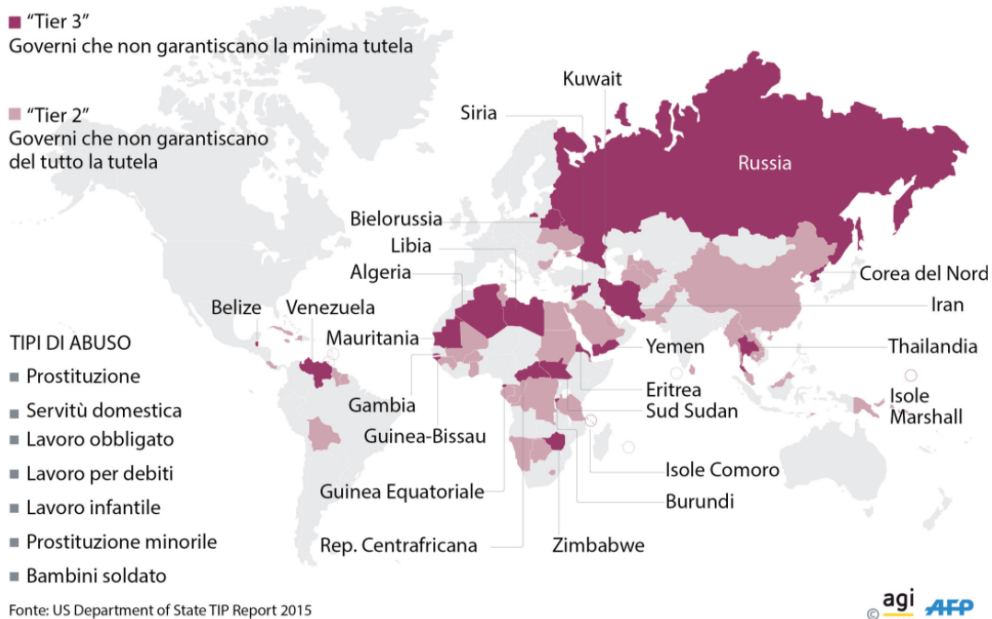 “Tier 3”
Governi che non garantiscano la minima tutela
“Tier 2”
Governi che non garantiscano
del tutto la tutela
Kuwait
Siria
Russia
Bielorussia
Libia
Algeria
Corea del Nord
Belize
Venezuela
Iran
Mauritania
Yemen
Thailandia
Gambia
Eritrea
Isole
Marshall
Guinea-Bissau
Sud Sudan
Guinea Equatoriale
Isole Comoro
Burundi
Rep. Centrafricana
Zimbabwe
TIPI DI ABUSO
Prostituzione
Servitù domestica
Lavoro obbligato
Lavoro per debiti
Lavoro infantile
Prostituzione minorile
Bambini soldato
Fonte: US Department of State TIP Report 2015
© agi AFP